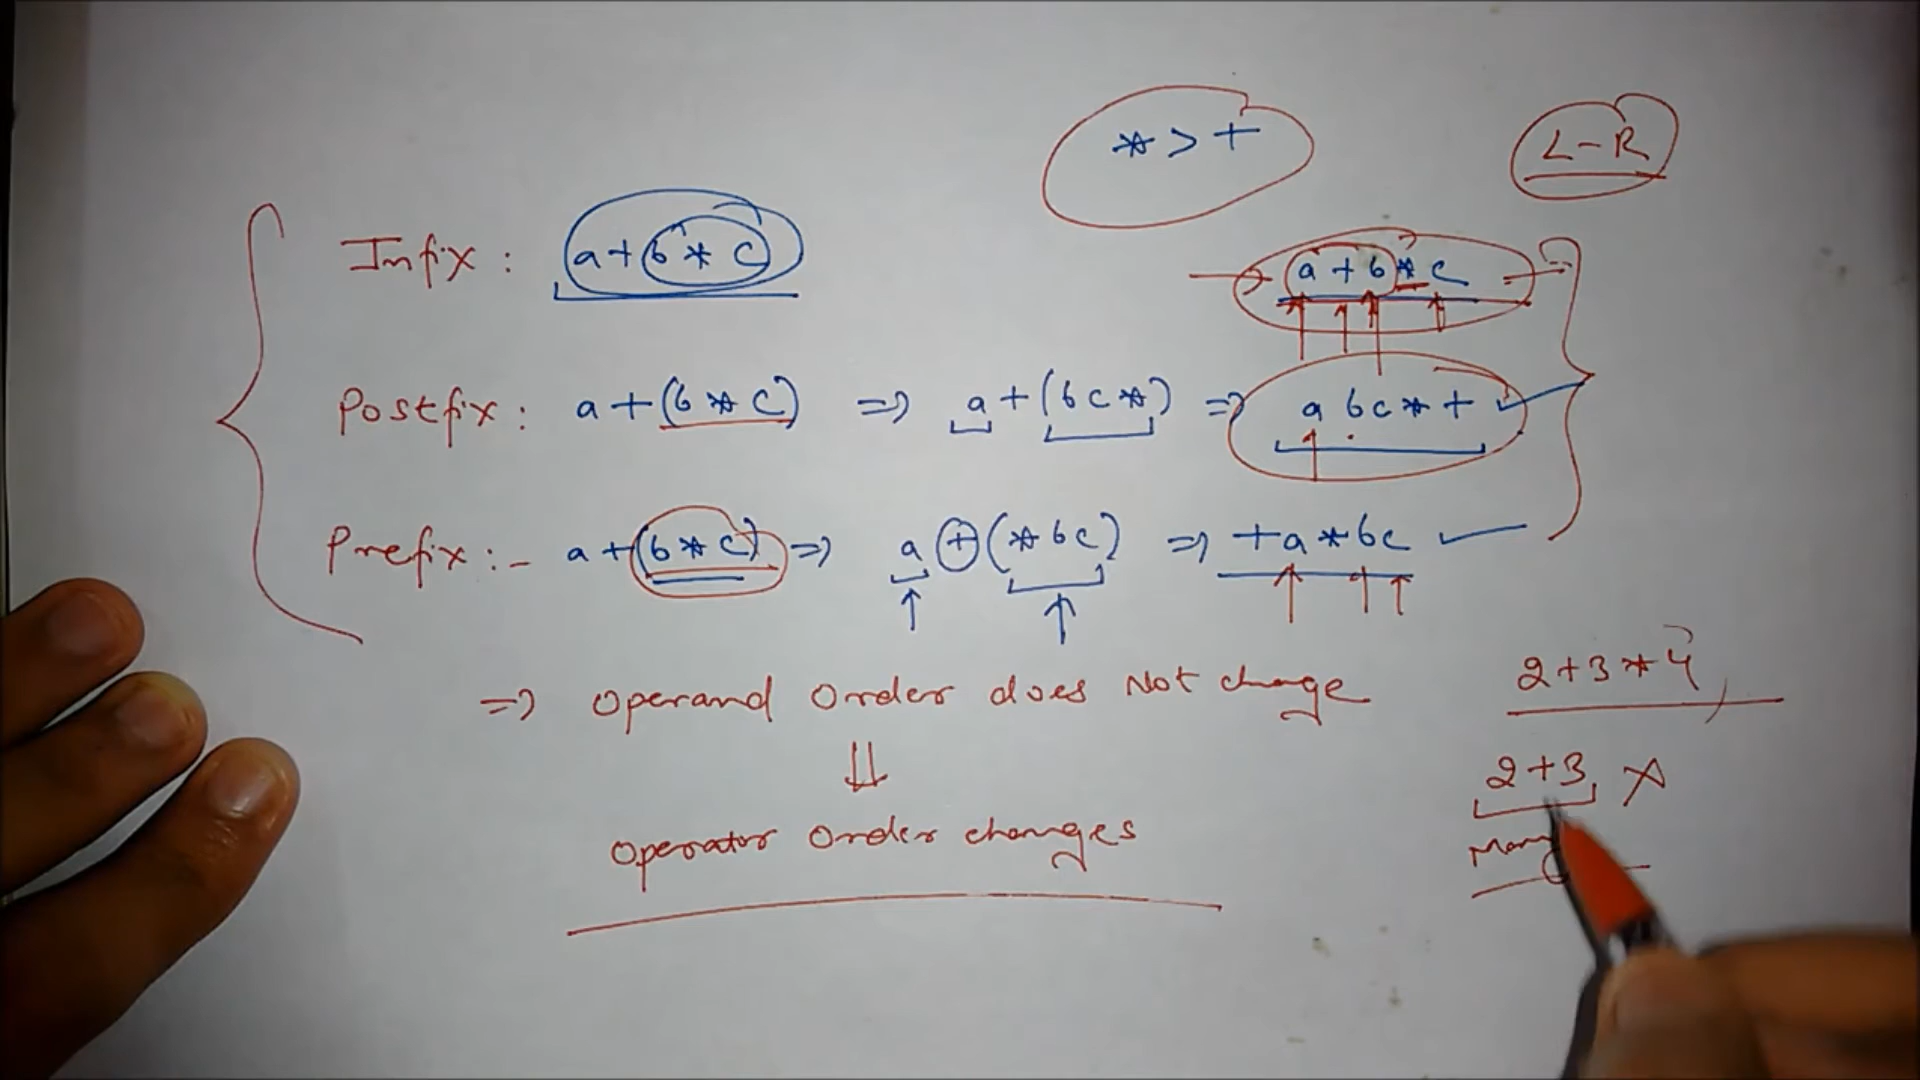 * > +
L-R
Infix : a+b * c
a + b * c
Postfix : a+(b * c) => a+(bc*) => a bc* +
Prefix :- a+(b * c) => a + (* bc) => +a*bc
=> Operand Order does Not change
2+3*4
2+3 X
Operator Order changes